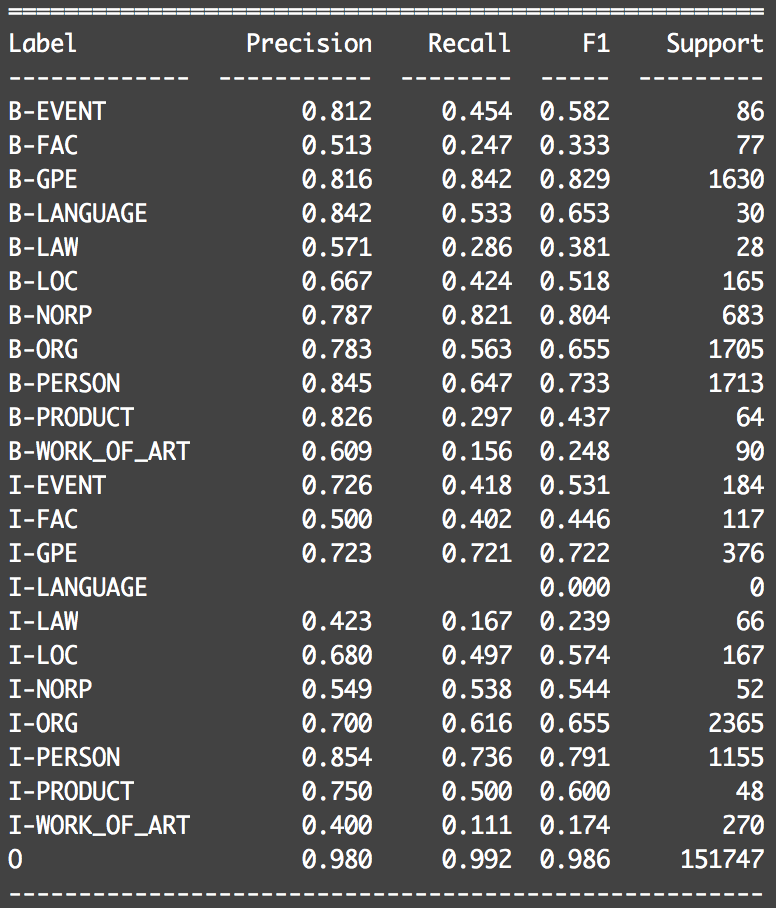 ============================================================
Label Precision Recall F1 Support
------------- ----------- -------- ----- ---------
B-EVENT 0.812 0.454 0.582 86
B-FAC 0.513 0.247 0.333 77
B-GPE 0.816 0.842 0.829 1630
B-LANGUAGE 0.842 0.533 0.653 30
B-LAW 0.571 0.286 0.381 28
B-LOC 0.667 0.424 0.518 165
B-NORP 0.787 0.821 0.804 683
B-ORG 0.783 0.563 0.655 1705
B-PERSON 0.845 0.647 0.733 1713
B-PRODUCT 0.826 0.297 0.437 64
B-WORK_OF_ART 0.609 0.156 0.248 90
I-EVENT 0.726 0.418 0.531 184
I-FAC 0.500 0.402 0.446 117
I-GPE 0.723 0.721 0.722 376
I-LANGUAGE 0.000 0
I-LAW 0.423 0.167 0.239 66
I-LOC 0.680 0.497 0.574 167
I-NORP 0.549 0.538 0.544 52
I-ORG 0.700 0.616 0.655 2365
I-PERSON 0.854 0.736 0.791 1155
I-PRODUCT 0.750 0.500 0.600 48
I-WORK_OF_ART 0.400 0.111 0.174 270
O 0.980 0.992 0.986 151747
------------------------------------------------------